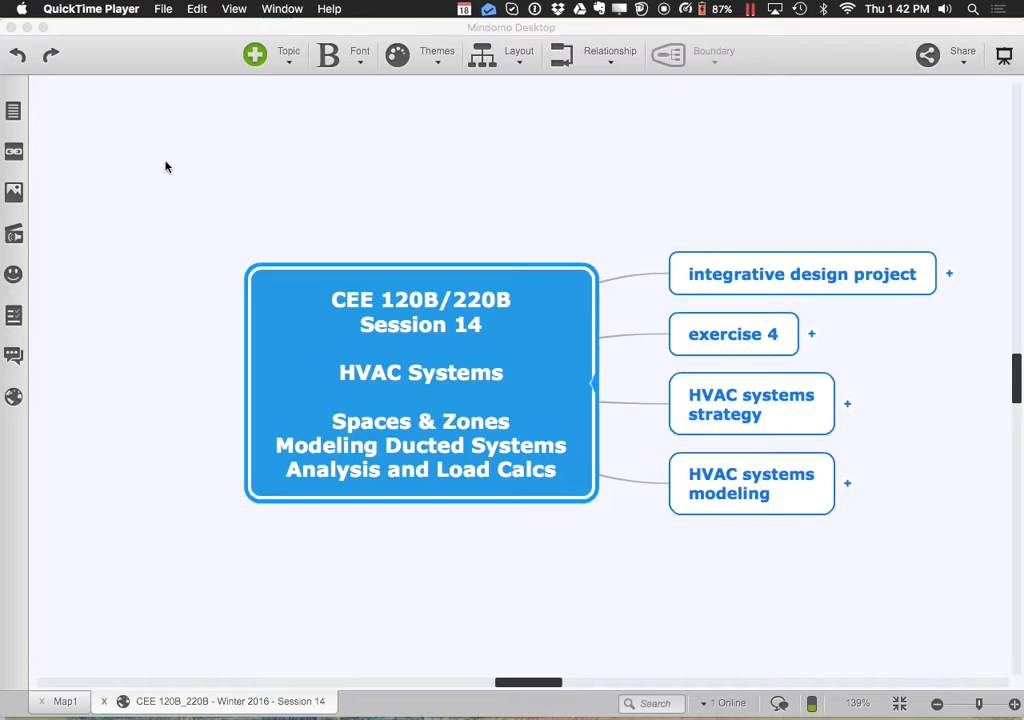 QuickTime Player File Edit View Window Help 18 87% Thu 1 42 PM
Mindomo Desktop
Topic B Font Themes Layout Relationship Boundary Share
CEE 120B/220B
Session 14
HVAC Systems
Spaces & Zones
Modeling Ducted Systems
Analysis and Load Calcs
integrative design project +
exercise 4 +
HVAC systems
strategy +
HVAC systems
modeling +
x Map1 x CEE 120B_220B - Winter 2016 - Session 14 Search 1 Online 139%